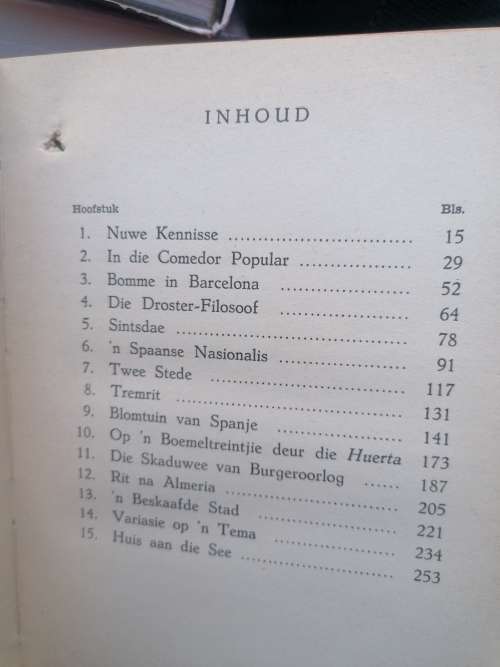 INHOUD
Hoofstuk Bls.
1. Nuwe Kennisse .............................. 15
2. In die Comedor Popular .................. 29
3. Bomme in Barcelona ..................... 52
4. Die Droster-Filosoof ..................... 64
5. Sintsdae .................................... 78
6. 'n Spaanse Nasionalis ..................... 91
7. Twee Stede ................................ 117
8. Tremrit .................................... 131
9. Blomtuin van Spanje ..................... 141
10. Op 'n Boemeltreintjie deur die Huerta 173
11. Die Skaduwee van Burgeroorlog ...... 187
12. Rit na Almeria ........................... 205
13. 'n Beskaafde Stad ........................ 221
14. Variasie op 'n Tema ..................... 234
15. Huis aan die See ........................ 253